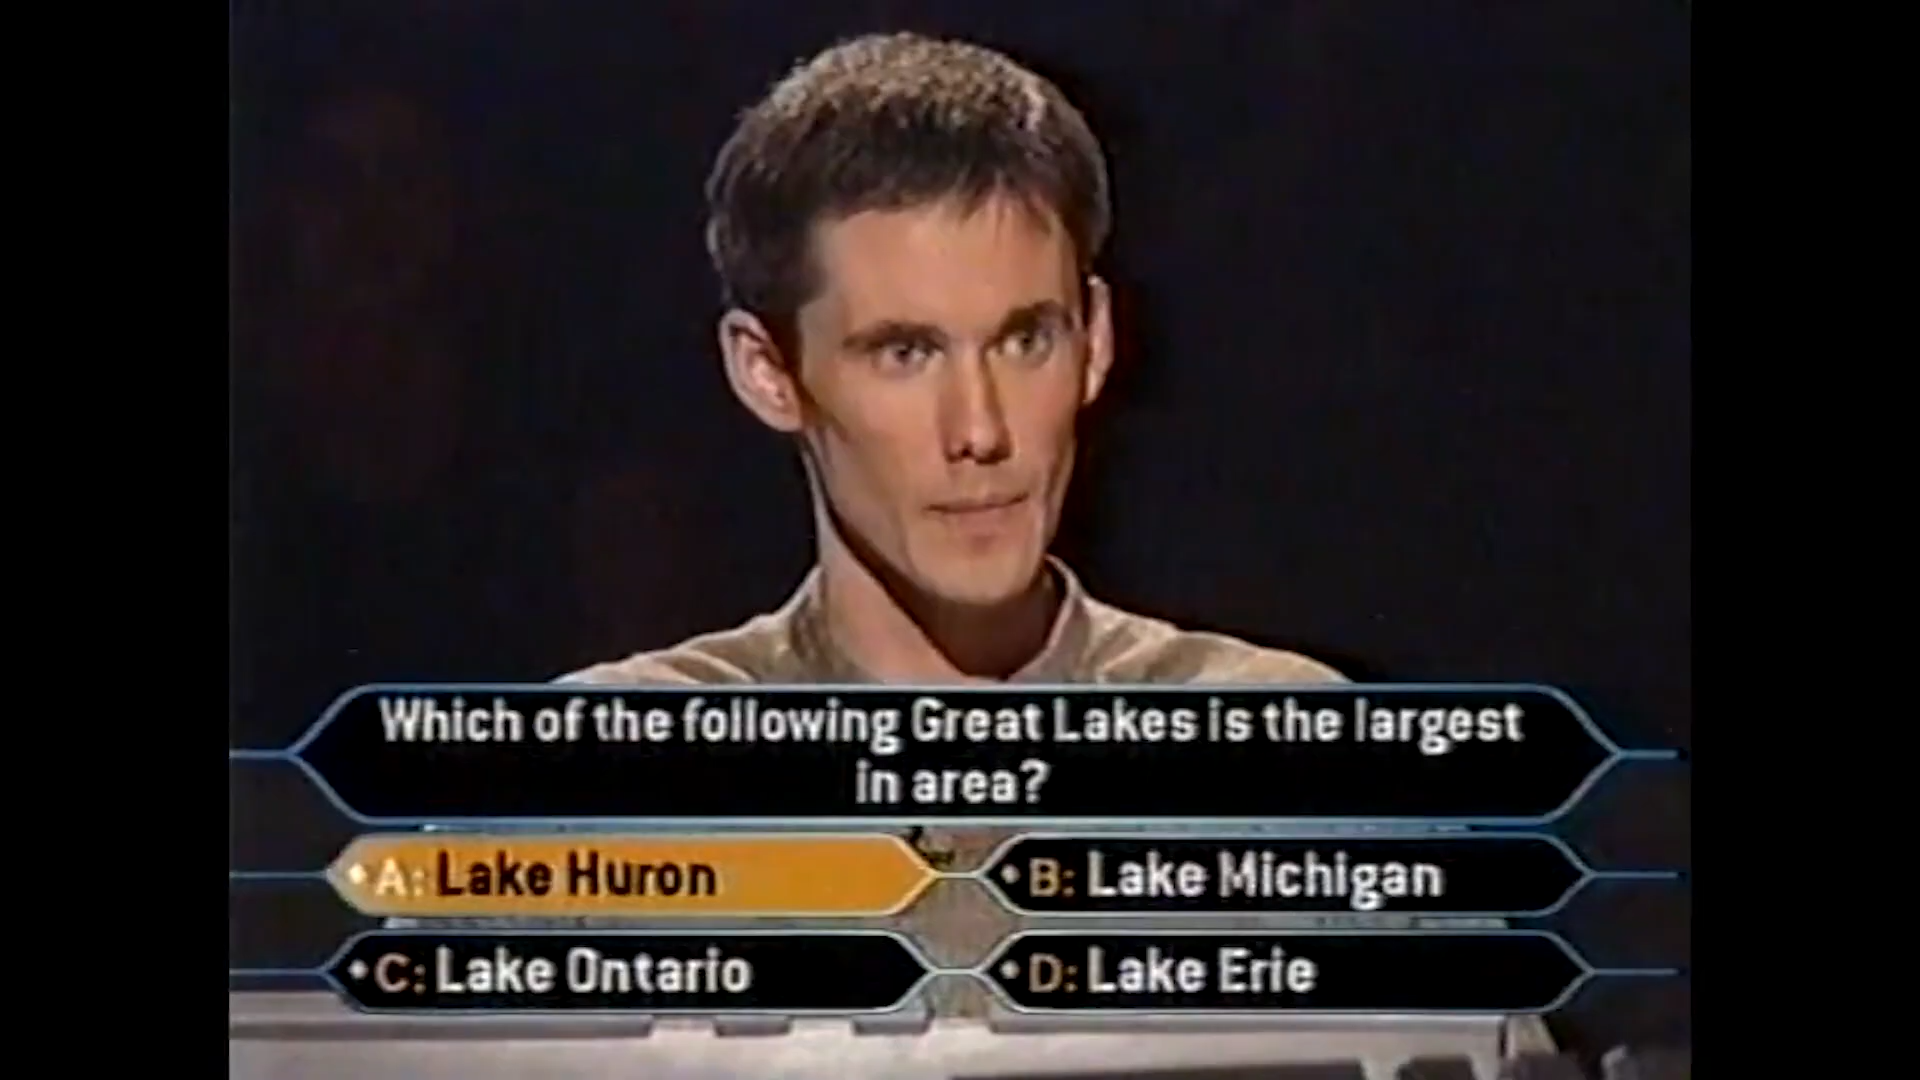 Which of the following Great Lakes is the largest
in area?
A: Lake Huron
B: Lake Michigan
C: Lake Ontario
D: Lake Erie